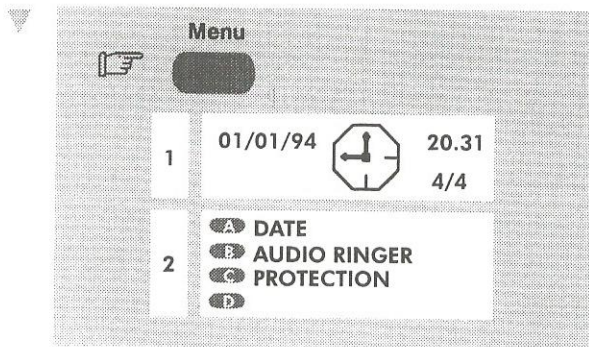 Menu
1
01/01/94 20.31
4/4
2
A DATE
B AUDIO RINGER
C PROTECTION
D